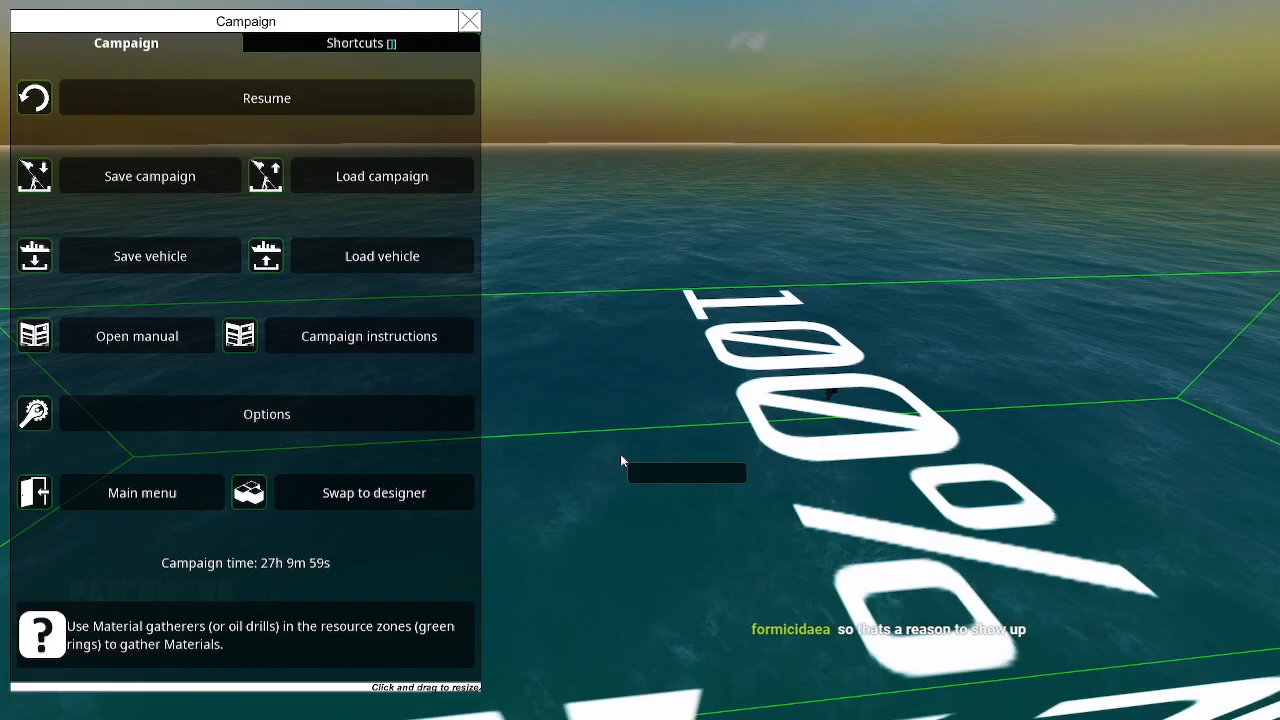 Campaign
Campaign
Shortcuts []]
Resume
Save campaign
Load campaign
Save vehicle
Load vehicle
Open manual
Campaign instructions
Options
Main menu
Swap to designer
Campaign time: 27h 9m 59s
Use Material gatherers (or oil drills) in the resource zones (green
rings) to gather Materials.
Click and drag to resize
100%
formicidaea so thats a reason to show up